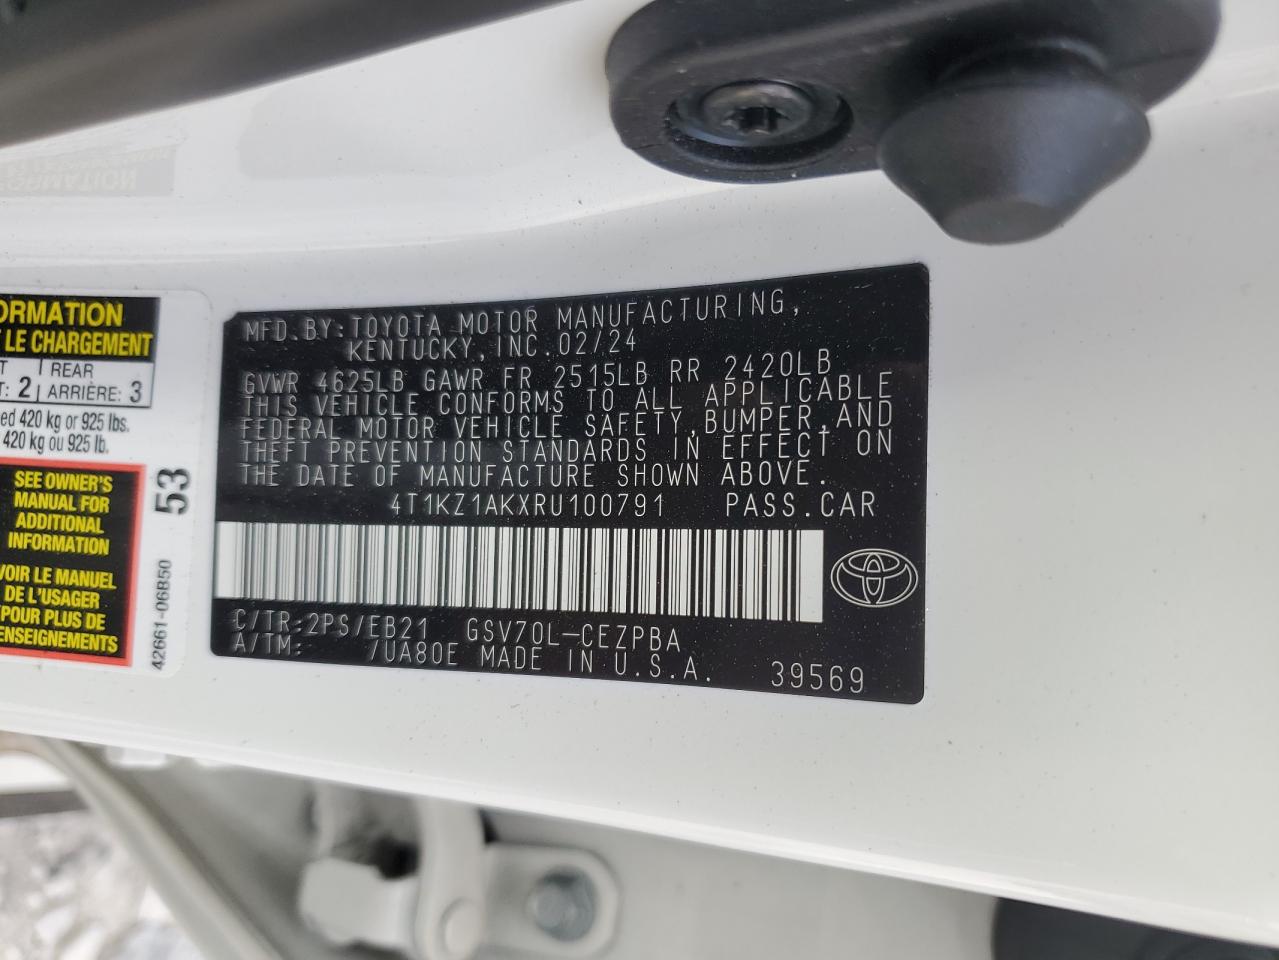 ORMATION
LE CHARGEMENT
REAR
2 ARRIÈRE: 3
420 kg or 925 lbs.
420 kg ou 925 lb.
SEE OWNER'S
MANUAL FOR
ADDITIONAL
INFORMATION
VOIR LE MANUEL
DE L'USAGER
POUR PLUS DE
ENSEIGNEMENTS
53
42661-06B50
MFD.BY:TOYOTA MOTOR MANUFACTURING,
KENTUCKY,INC.02/24
GVWR 4625LB GAWR FR 2515LB RR 2420LB
THIS VEHICLE CONFORMS TO ALL APPLICABLE
FEDERAL MOTOR VEHICLE SAFETY,BUMPER,AND
THEFT PREVENTION STANDARDS IN EFFECT ON
THE DATE OF MANUFACTURE SHOWN ABOVE.
4T1KZ1AKXRU100791 PASS.CAR
C/TR:2PS/EB21 GSV70L-CEZPBA
A/TM: /UA80E MADE IN U.S.A.
39569